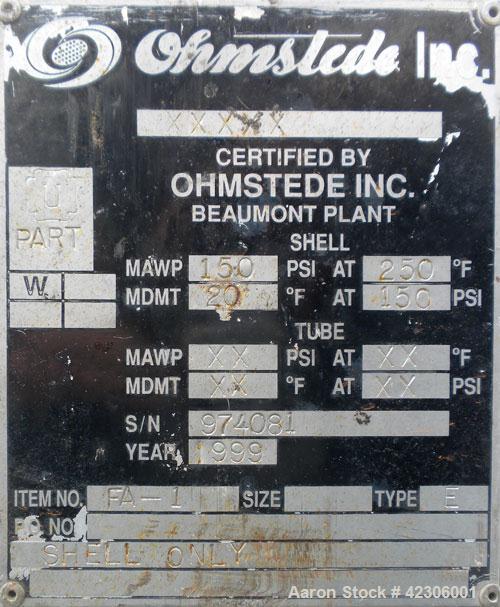 Ohmstede Inc.
XXXXX
CERTIFIED BY
OHMSTEDE INC.
BEAUMONT PLANT
U
PART
W
SHELL
MAWP 150 PSI AT 250 °F
MDMT 20 °F AT 150 PSI
TUBE
MAWP XX PSI AT XX °F
MDMT XX °F AT XX PSI
S/N 974081
YEAR 1999
ITEM NO. FA-1 SIZE TYPE E
P.O. NO.
SHELL ONLY
Aaron Stock # 42306001